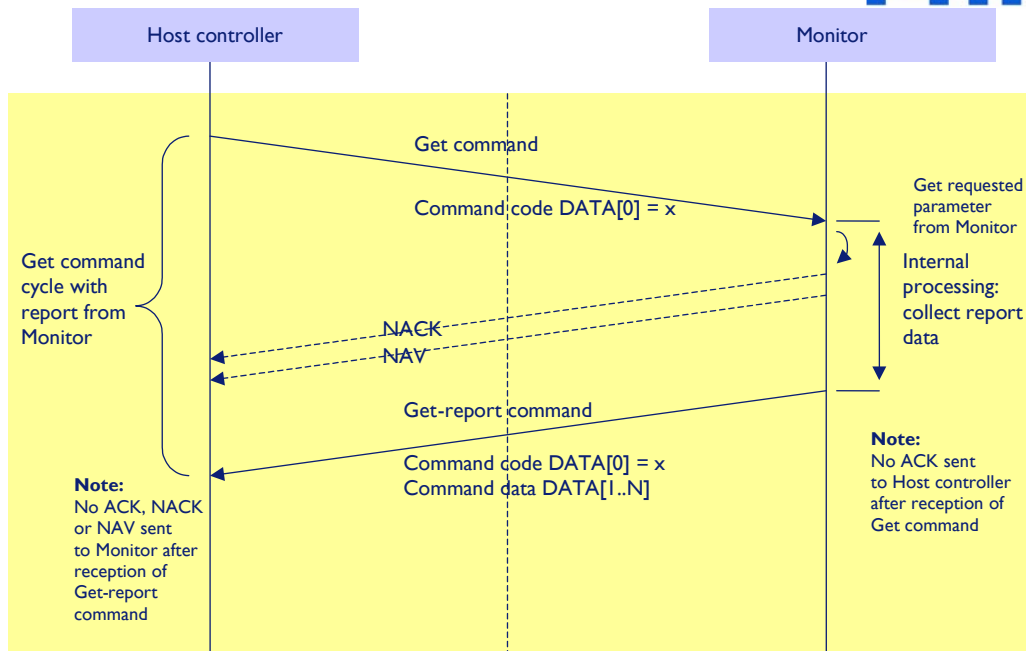 Host controller
Monitor
Get command
Command code DATA[0] = x
Get requested
parameter
from Monitor
Get command
cycle with
report from
Monitor
Internal
processing:
collect report
data
NACK
NAV
Get-report command
Command code DATA[0] = x
Command data DATA[1..N]
Note:
No ACK, NACK
or NAV sent
to Monitor after
reception of
Get-report
command
Note:
No ACK sent
to Host controller
after reception of
Get command